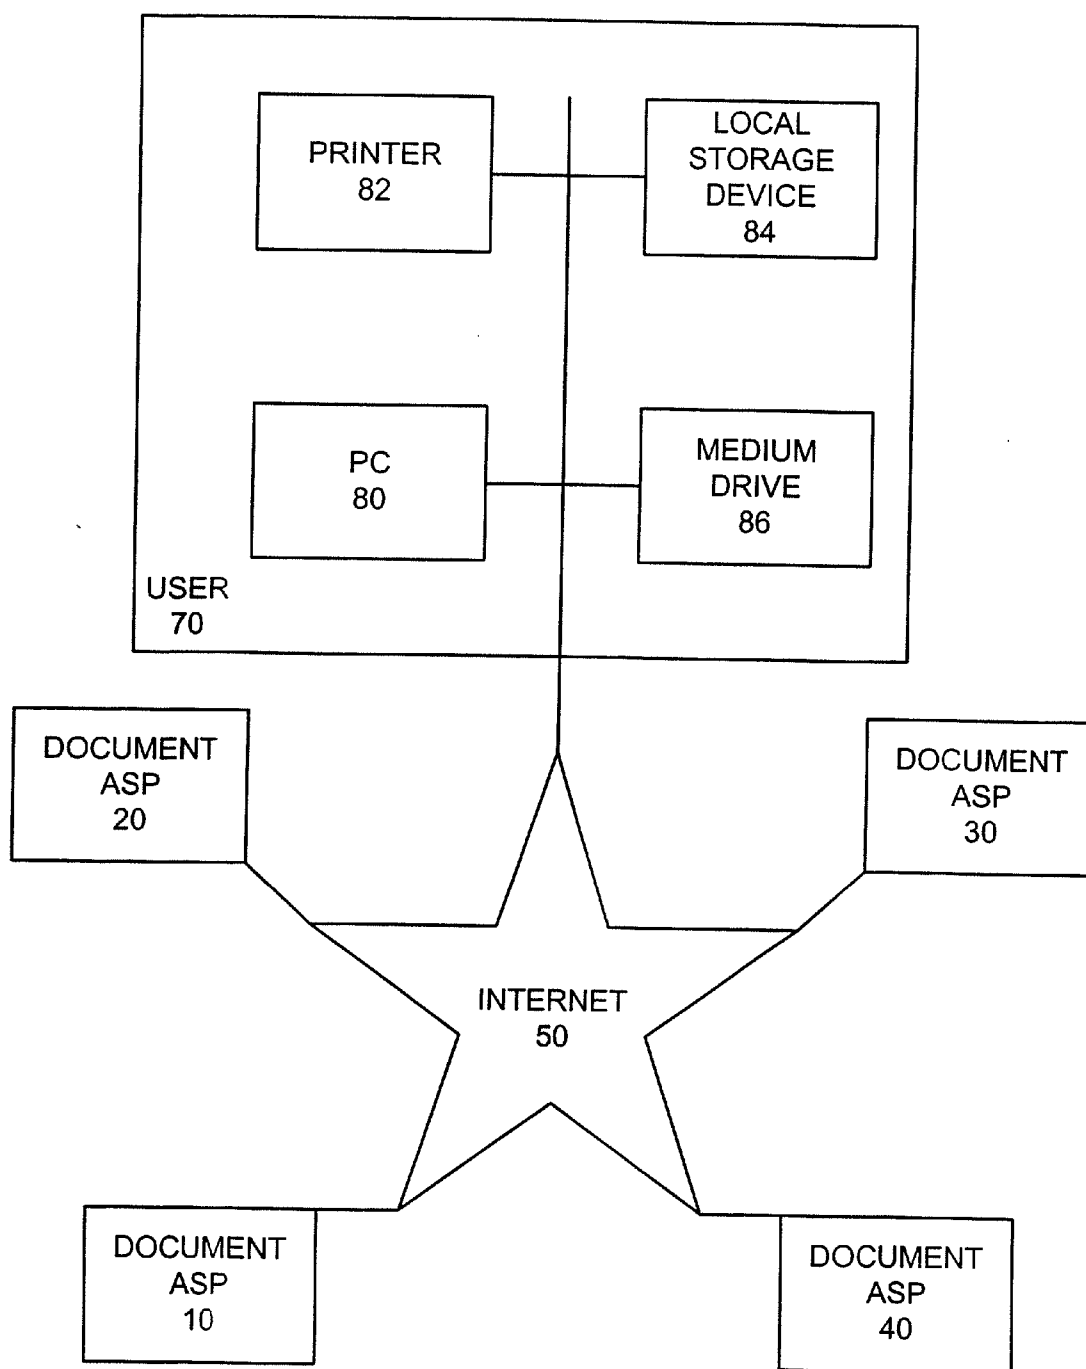 PRINTER
82
LOCAL
STORAGE
DEVICE
84
PC
80
MEDIUM
DRIVE
86
USER
70
DOCUMENT
ASP
20
DOCUMENT
ASP
30
INTERNET
50
DOCUMENT
ASP
10
DOCUMENT
ASP
40